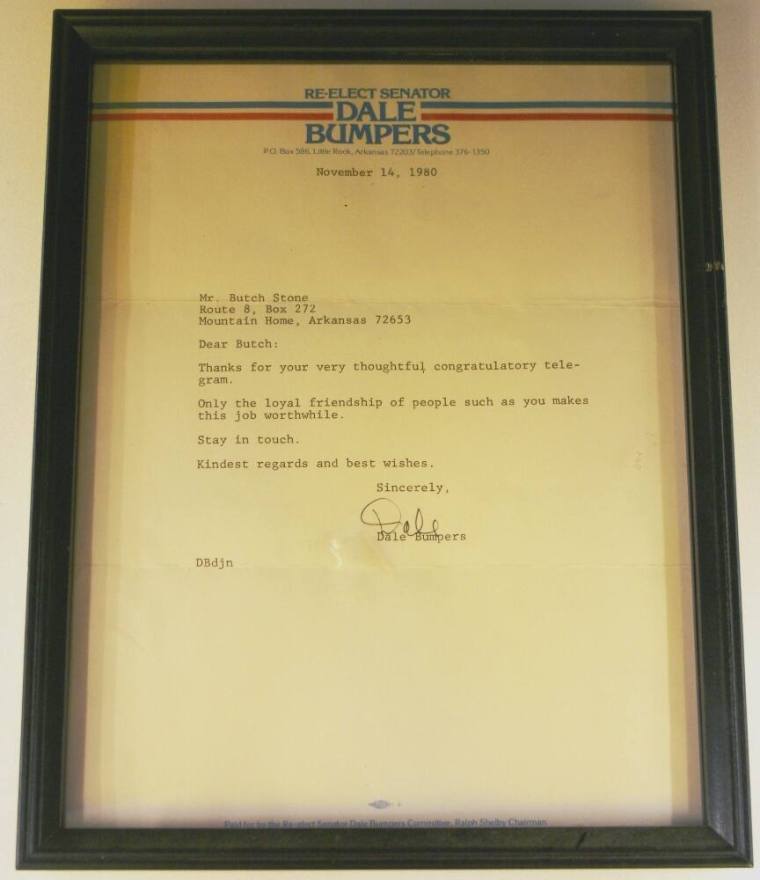 RE-ELECT SENATOR
DALE
BUMPERS
P.O. Box 586, Little Rock, Arkansas 72203/Telephone 376-1350
November 14, 1980
Mr. Butch Stone
Route 8, Box 272
Mountain Home, Arkansas 72653
Dear Butch:
Thanks for your very thoughtful congratulatory tele-
gram.
Only the loyal friendship of people such as you makes
this job worthwhile.
Stay in touch.
Kindest regards and best wishes.
Sincerely,
Dale
Dale Bumpers
DBdjn
Paid for by the Re-elect Senator Dale Bumpers Committee, Ralph Shelby Chairman